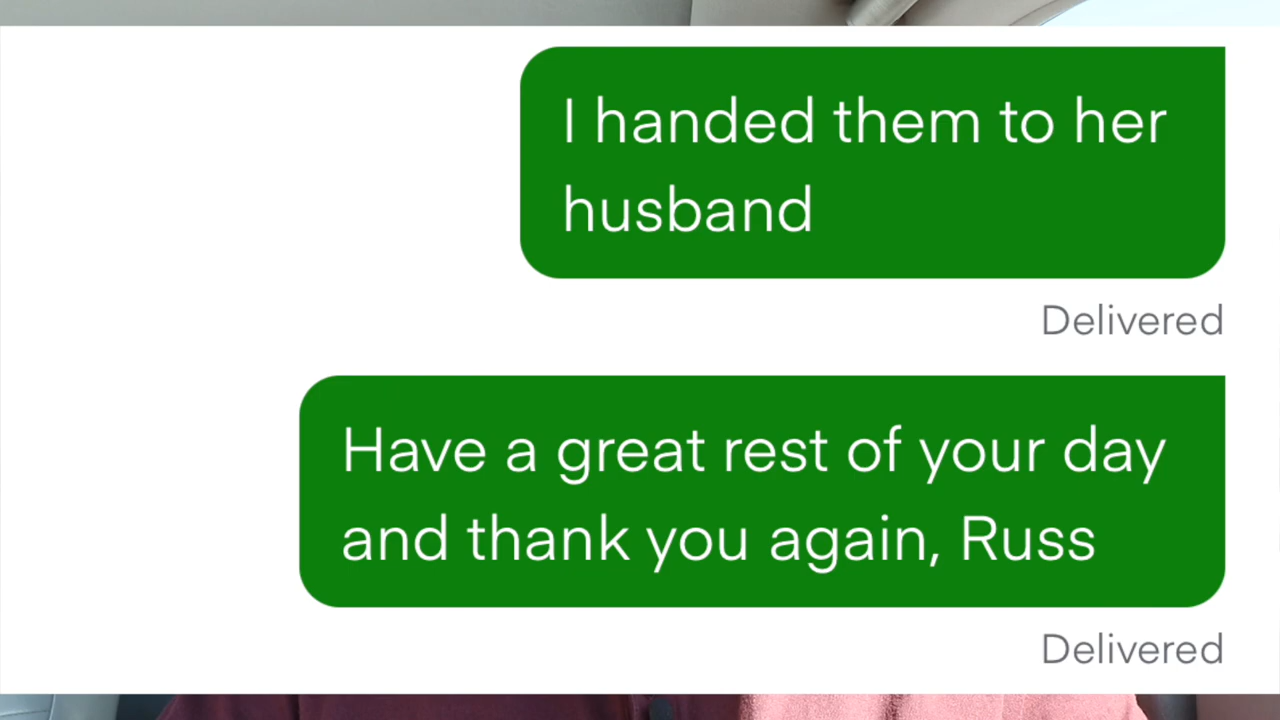 I handed them to her
husband
Delivered
Have a great rest of your day
and thank you again, Russ
Delivered